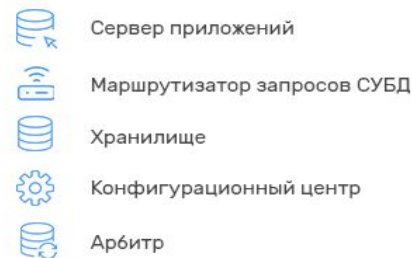 Сервер приложений
Маршрутизатор запросов СУБД
Хранилище
Конфигурационный центр
Арбитр